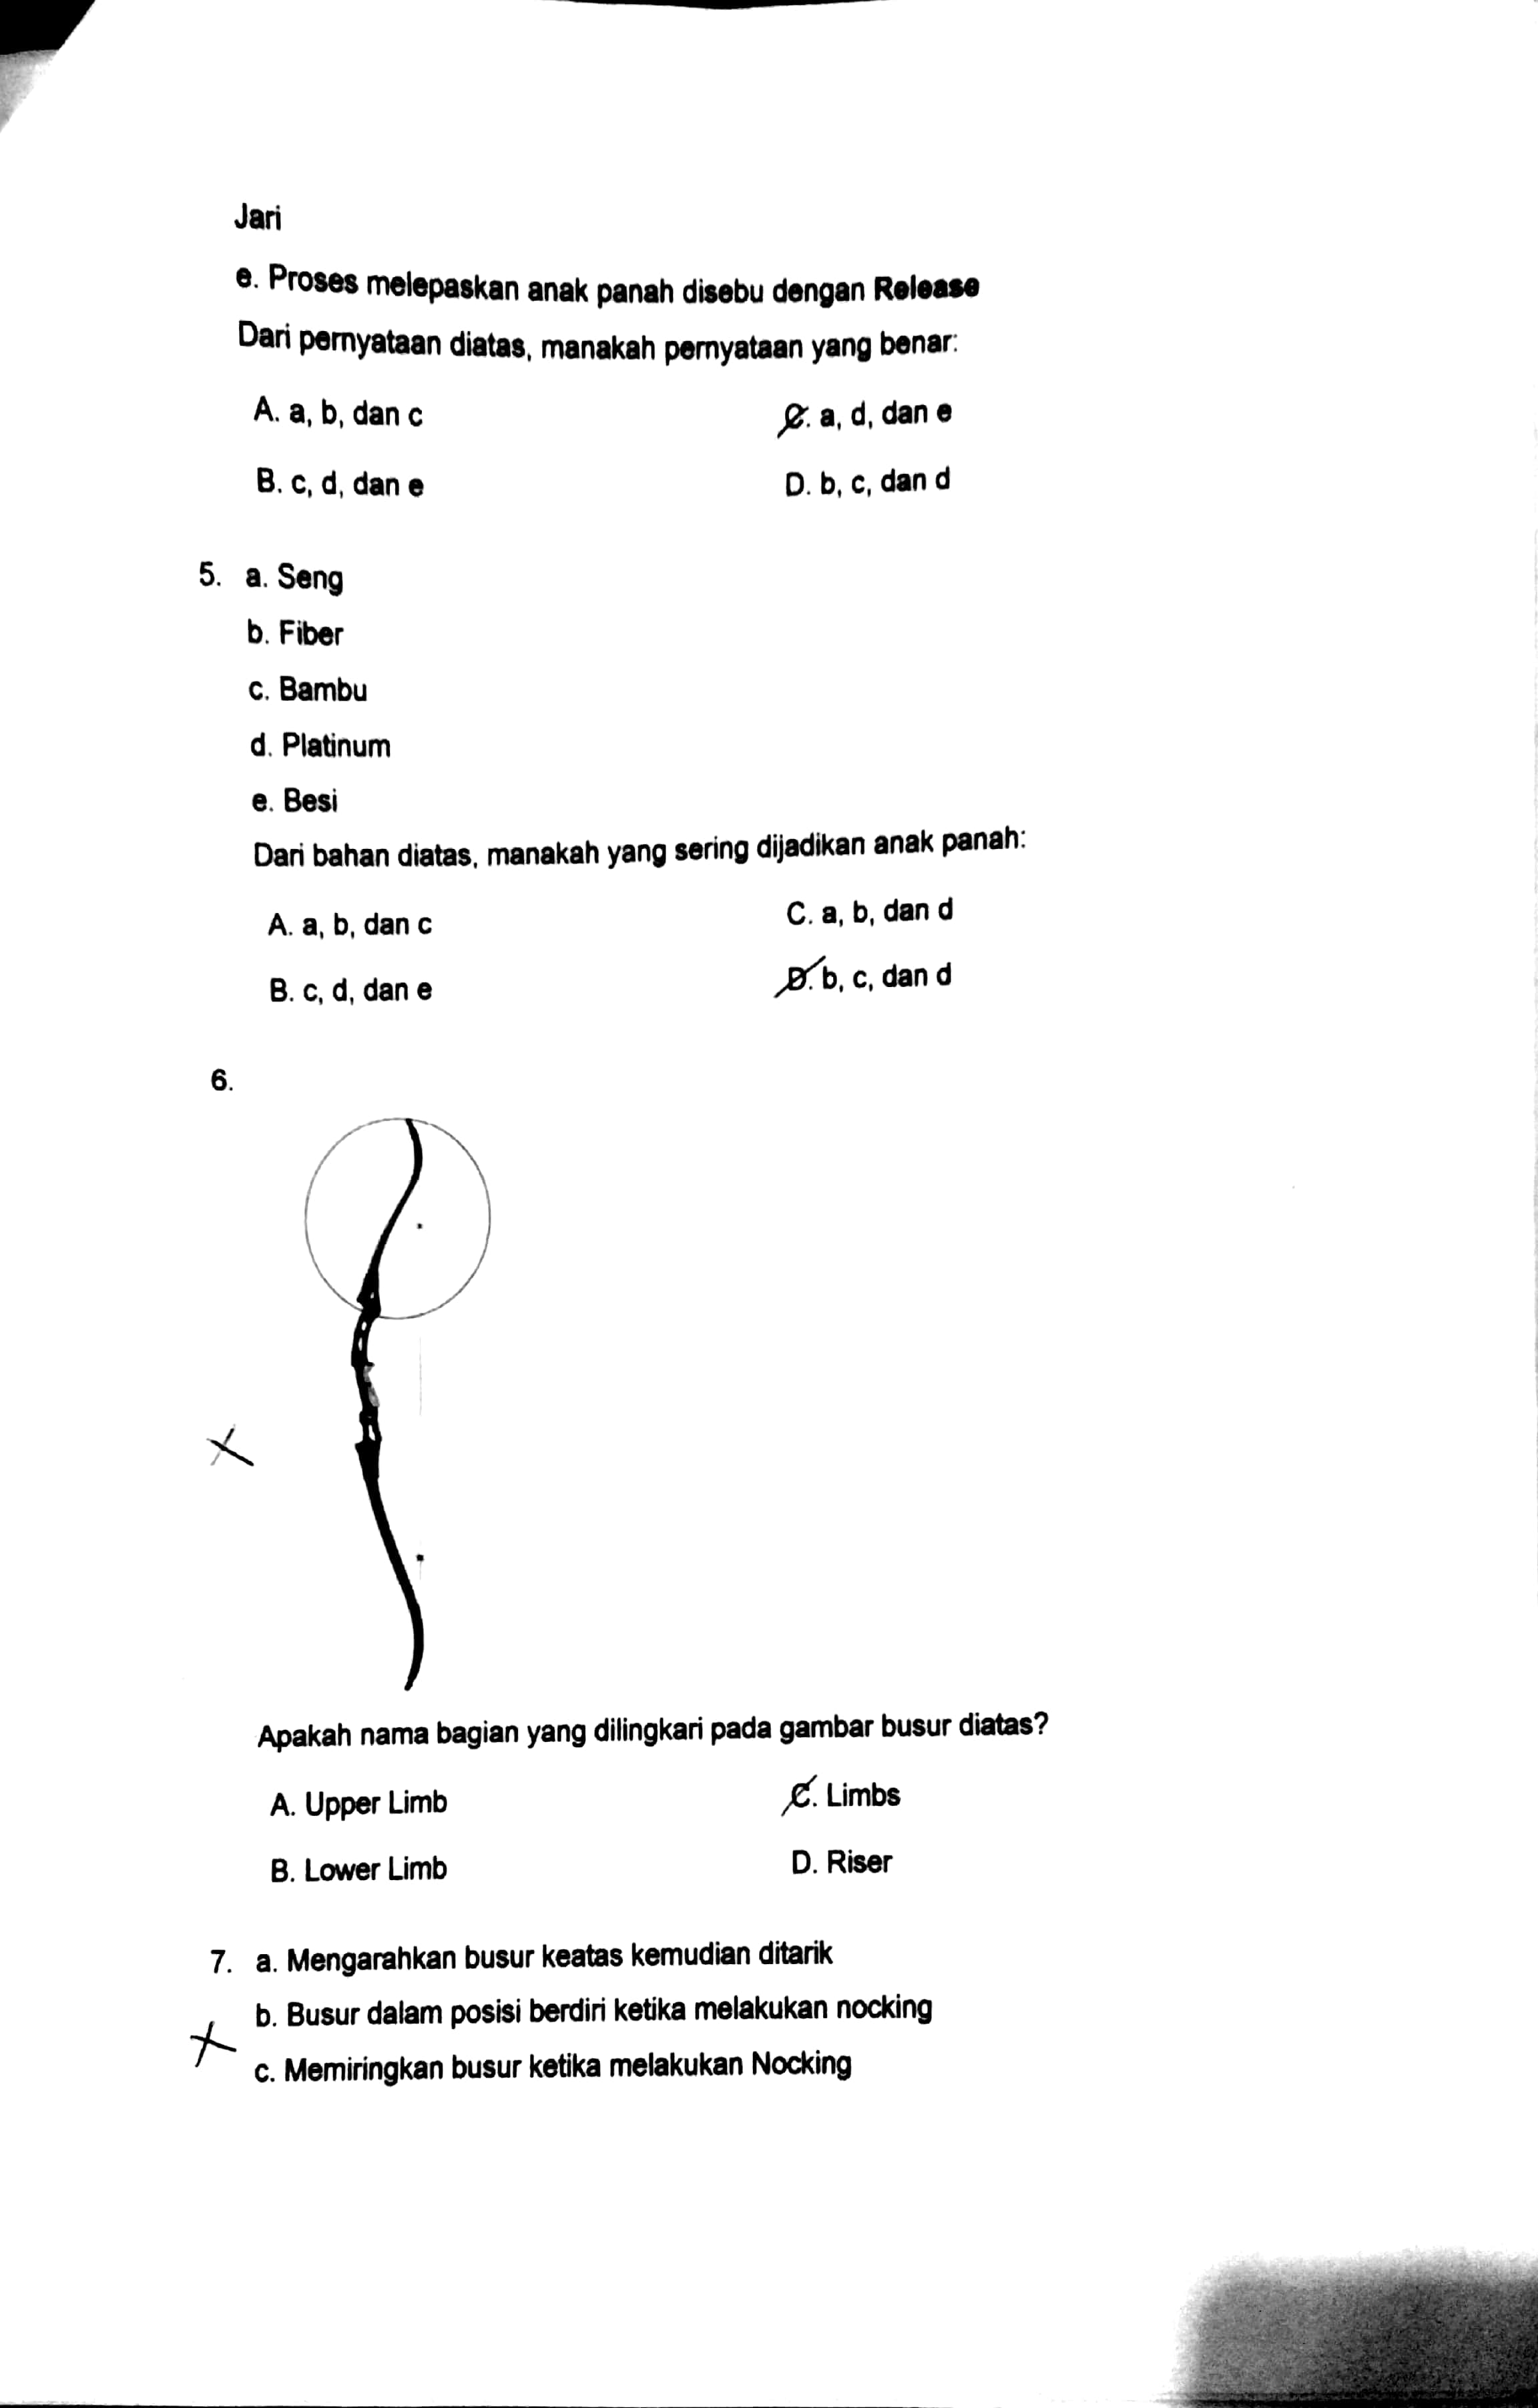 Jari
e. Proses melepaskan anak panah disebu dengan Release
Dari pernyataan diatas, manakah pernyataan yang benar:
A. a, b, dan c
C. a, d, dan e
B. c, d, dan e
D. b, c, dan d
5. a. Seng
b. Fiber
c. Bambu
d. Platinum
e. Besi
Dari bahan diatas, manakah yang sering dijadikan anak panah:
A. a, b, dan c
C. a, b, dan d
B. c, d, dan e
D. b, c, dan d
6.
Apakah nama bagian yang dilingkari pada gambar busur diatas?
A. Upper Limb
C. Limbs
B. Lower Limb
D. Riser
7. a. Mengarahkan busur keatas kemudian ditarik
b. Busur dalam posisi berdiri ketika melakukan nocking
c. Memiringkan busur ketika melakukan Nocking